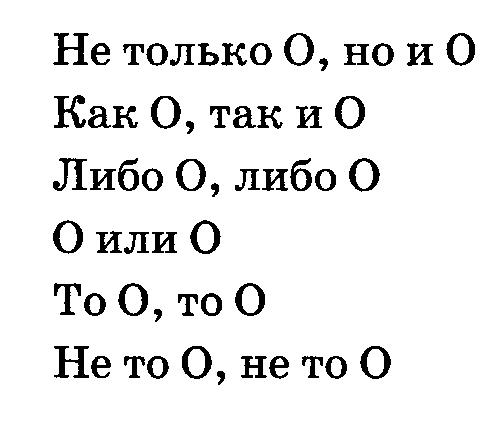 Не только О, но и О
Как О, так и О
Либо О, либо О
О или О
То О, то О
Не то О, не то О